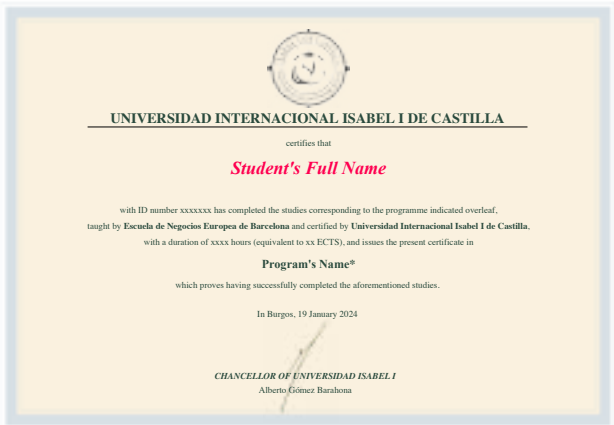 UNIVERSIDAD INTERNACIONAL ISABEL I DE CASTILLA
certifies that
Student's Full Name
with ID number xxxxxxx has completed the studies corresponding to the programme indicated overleaf,
taught by Escuela de Negocios Europea de Barcelona and certified by Universidad Internacional Isabel I de Castilla,
with a duration of xxxx hours (equivalent to xx ECTS), and issues the present certificate in
Program's Name*
which proves having successfully completed the aforementioned studies.
In Burgos, 19 January 2024
CHANCELLOR OF UNIVERSIDAD ISABEL I
Alberto Gómez Barahona